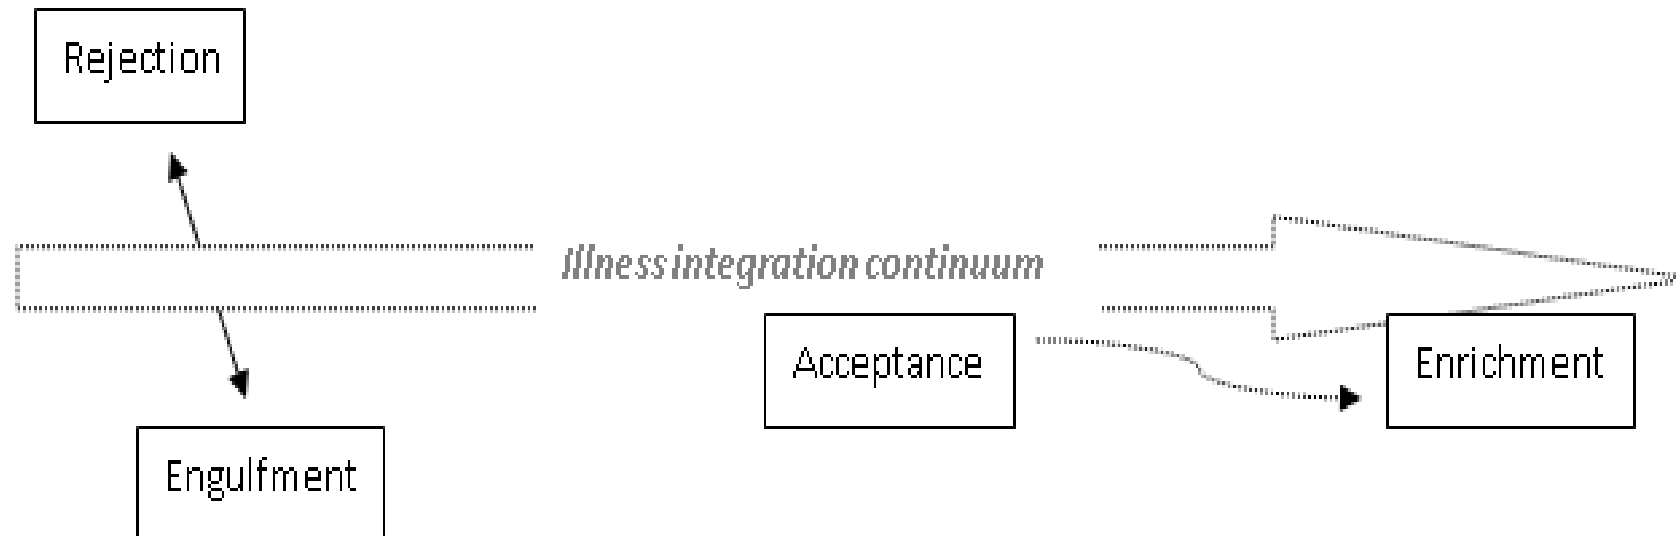 Rejection
Illness integration continuum
Acceptance
Enrichment
Engulfment